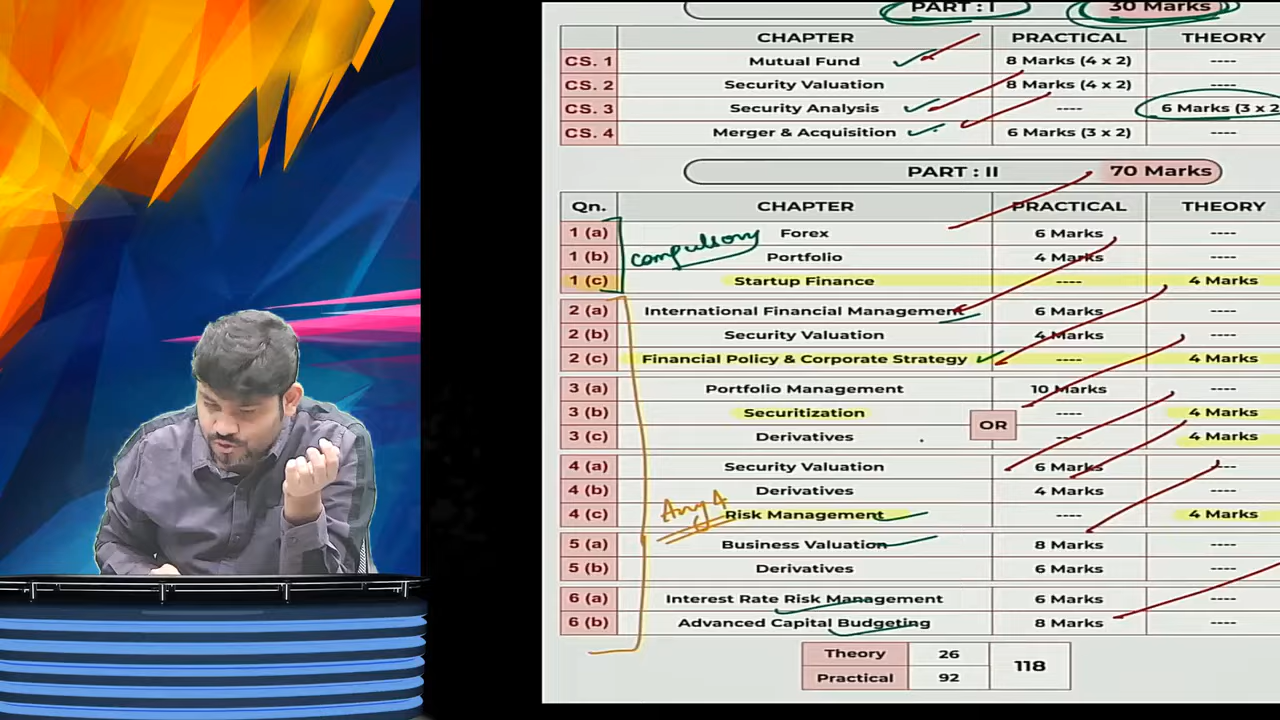 PART : I 30 Marks
CHAPTER PRACTICAL THEORY
CS. 1 Mutual Fund 8 Marks (4 x 2) ----
CS. 2 Security Valuation 8 Marks (4 x 2) ----
CS. 3 Security Analysis ---- 6 Marks (3 x 2
CS. 4 Merger & Acquisition 6 Marks (3 x 2) ----
PART : II 70 Marks
Qn. CHAPTER PRACTICAL THEORY
1 (a) Forex 6 Marks ----
compulsory
1 (b) Portfolio 4 Marks ----
1 (c) Startup Finance ---- 4 Marks
2 (a) International Financial Management 6 Marks ----
2 (b) Security Valuation 4 Marks ----
2 (c) Financial Policy & Corporate Strategy ---- 4 Marks
3 (a) Portfolio Management 10 Marks ----
3 (b) Securitization ---- 4 Marks
OR
3 (c) Derivatives ---- 4 Marks
4 (a) Security Valuation 6 Marks ----
4 (b) Derivatives 4 Marks ----
Any 4
4 (c) Risk Management ---- 4 Marks
5 (a) Business Valuation 8 Marks ----
5 (b) Derivatives 6 Marks ----
6 (a) Interest Rate Risk Management 6 Marks ----
6 (b) Advanced Capital Budgeting 8 Marks ----
Theory 26
118
Practical 92